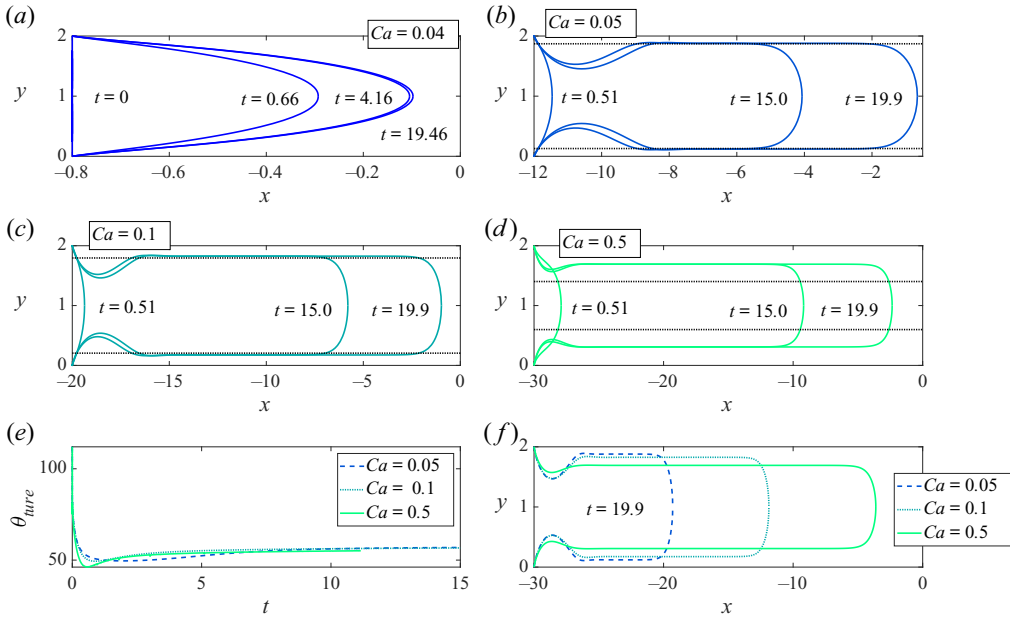 (a)
Ca = 0.04
2
1
0
y
t = 0
t = 0.66
t = 4.16
t = 19.46
–0.8
–0.6
–0.4
–0.2
0
x
(b)
Ca = 0.05
2
1
0
y
t = 0.51
t = 15.0
t = 19.9
–12
–10
–8
–6
–4
–2
x
(c)
Ca = 0.1
2
1
0
y
t = 0.51
t = 15.0
t = 19.9
–20
–15
–10
–5
0
x
(d)
Ca = 0.5
2
1
0
y
t = 0.51
t = 15.0
t = 19.9
–30
–20
–10
0
x
(e)
100
50
θture
Ca = 0.05
Ca = 0.1
Ca = 0.5
0
5
10
15
t
(f)
2
1
0
y
t = 19.9
Ca = 0.05
Ca = 0.1
Ca = 0.5
–30
–20
–10
0
x